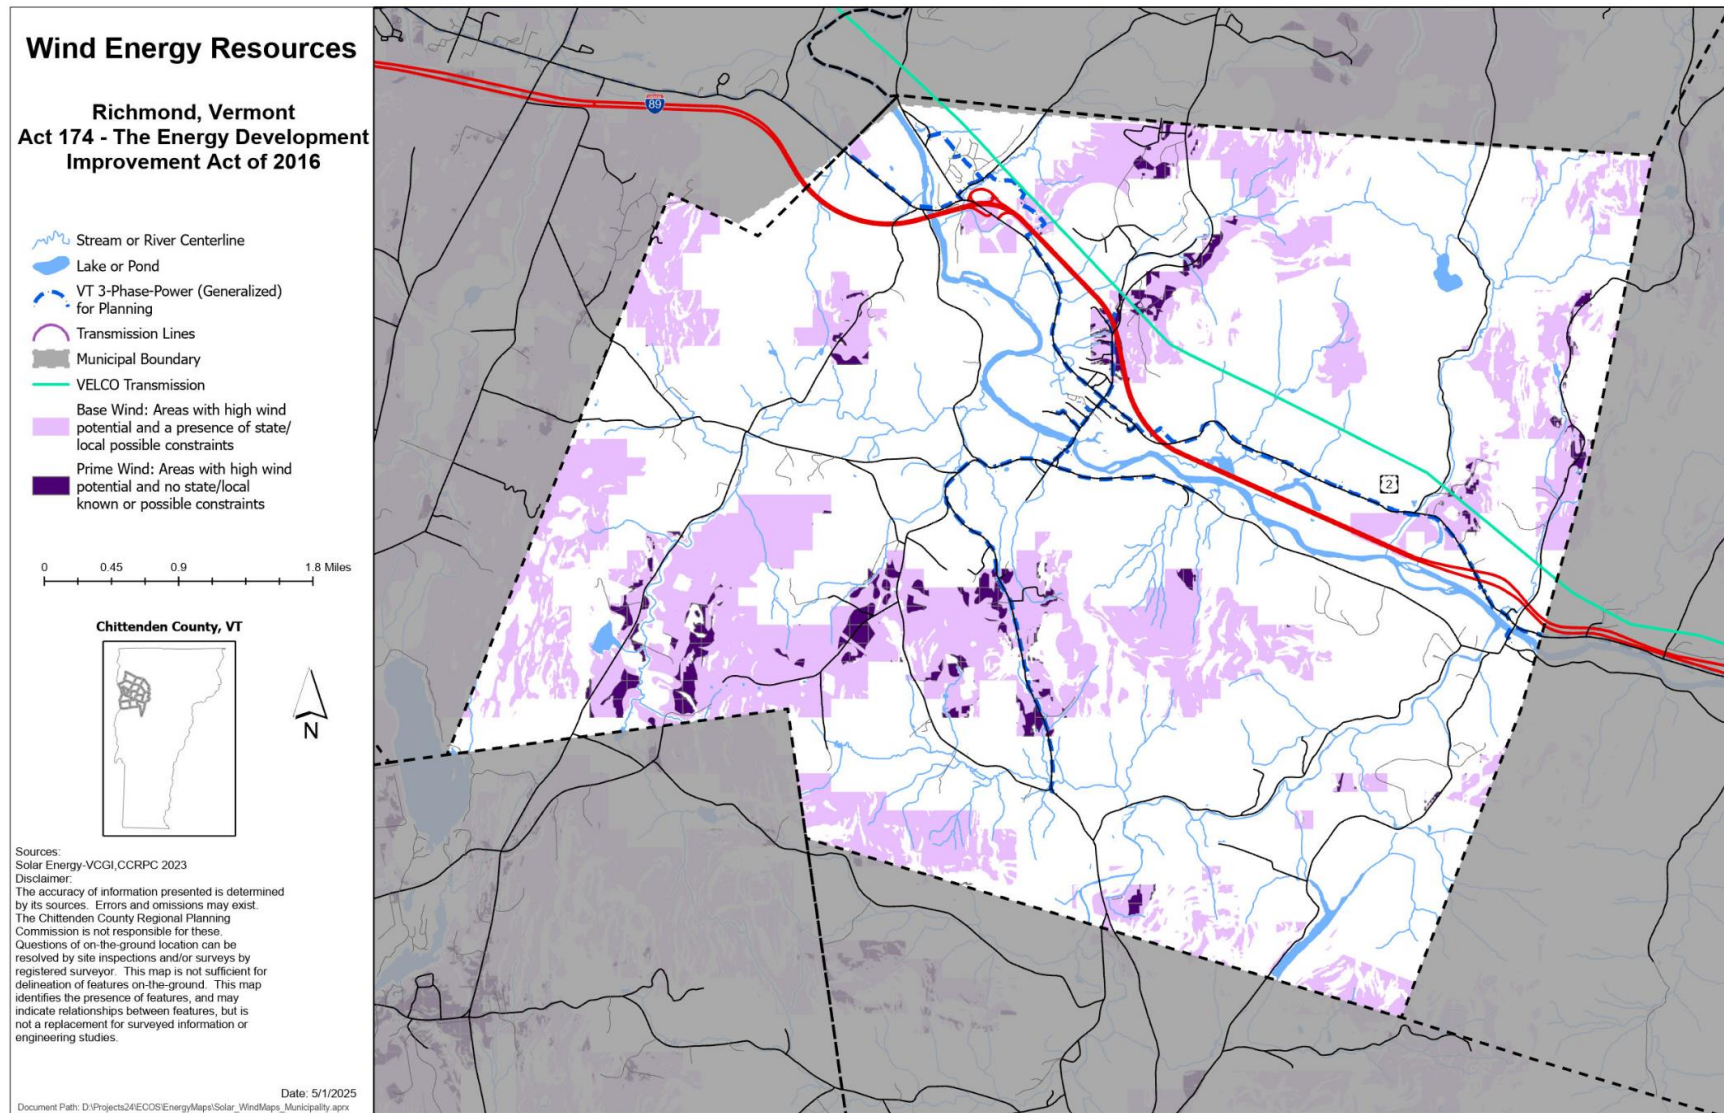 Wind Energy Resources
Richmond, Vermont
Act 174 - The Energy Development
Improvement Act of 2016
Stream or River Centerline
Lake or Pond
VT 3-Phase-Power (Generalized)
for Planning
Transmission Lines
Municipal Boundary
VELCO Transmission
Base Wind: Areas with high wind
potential and a presence of state/
local possible constraints
Prime Wind: Areas with high wind
potential and no state/local
known or possible constraints
0 0.45 0.9 1.8 Miles
Chittenden County, VT
N
Sources:
Solar Energy-VCGI,CCRPC 2023
Disclaimer:
The accuracy of information presented is determined
by its sources. Errors and omissions may exist.
The Chittenden County Regional Planning
Commission is not responsible for these.
Questions of on-the-ground location can be
resolved by site inspections and/or surveys by
registered surveyor. This map is not sufficient for
delineation of features on-the-ground. This map
identifies the presence of features, and may
indicate relationships between features, but is
not a replacement for surveyed information or
engineering studies.
Date: 5/1/2025
Document Path: D:\Projects24\ECOS\EnergyMaps\Solar_WindMaps_Municipality.aprx
89
2